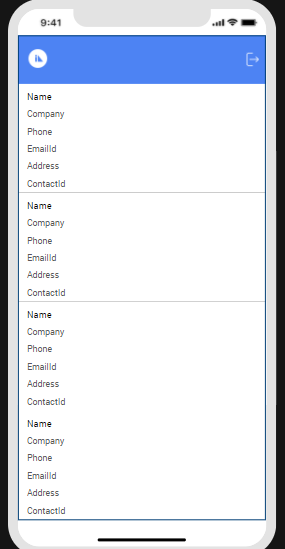 9:41
Name
Company
Phone
EmailId
Address
ContactId
Name
Company
Phone
EmailId
Address
ContactId
Name
Company
Phone
EmailId
Address
ContactId
Name
Company
Phone
EmailId
Address
ContactId